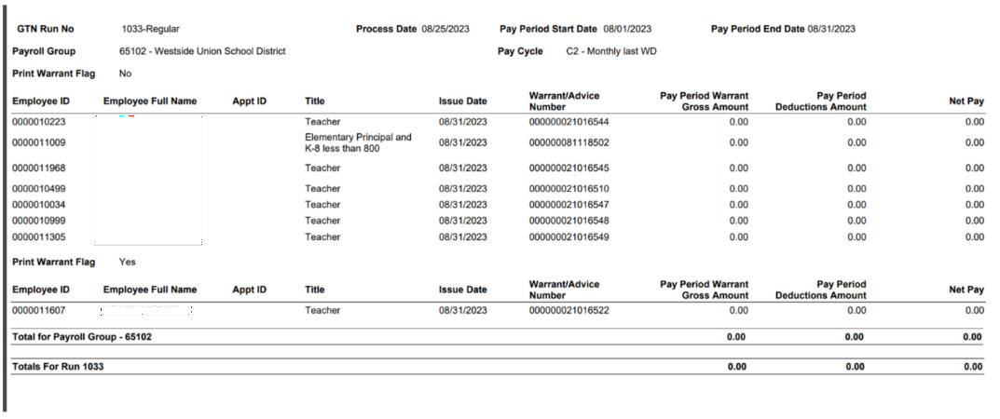 GTN Run No 1033-Regular Process Date 08/25/2023 Pay Period Start Date 08/01/2023 Pay Period End Date 08/31/2023
Payroll Group 65102 - Westside Union School District Pay Cycle C2 - Monthly last WD
Print Warrant Flag No
Employee ID Employee Full Name Appt ID Title Issue Date Warrant/Advice Number Pay Period Warrant Gross Amount Pay Period Deductions Amount Net Pay
0000010223 Teacher 08/31/2023 000000021016544 0.00 0.00 0.00
0000011009 Elementary Principal and K-8 less than 800 08/31/2023 000000081118502 0.00 0.00 0.00
0000011968 Teacher 08/31/2023 000000021016545 0.00 0.00 0.00
0000010499 Teacher 08/31/2023 000000021016510 0.00 0.00 0.00
0000010034 Teacher 08/31/2023 000000021016547 0.00 0.00 0.00
0000010999 Teacher 08/31/2023 000000021016548 0.00 0.00 0.00
0000011305 Teacher 08/31/2023 000000021016549 0.00 0.00 0.00
Print Warrant Flag Yes
Employee ID Employee Full Name Appt ID Title Issue Date Warrant/Advice Number Pay Period Warrant Gross Amount Pay Period Deductions Amount Net Pay
0000011607 Teacher 08/31/2023 000000021016522 0.00 0.00 0.00
Total for Payroll Group - 65102 0.00 0.00 0.00
Totals For Run 1033 0.00 0.00 0.00